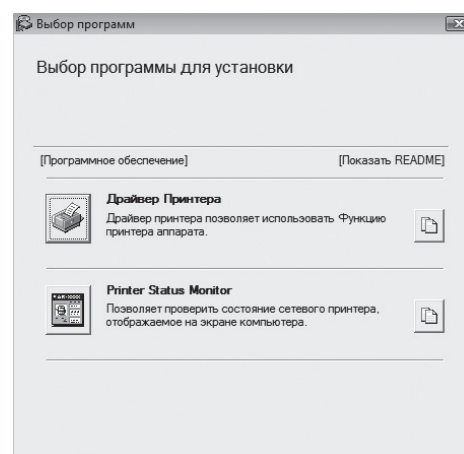 Выбор программ
Выбор программы для установки
[Программное обеспечение] [Показать README]
Драйвер Принтера
Драйвер принтера позволяет использовать Функцию
принтера аппарата.
Printer Status Monitor
Позволяет проверить состояние сетевого принтера,
отображаемое на экране компьютера.